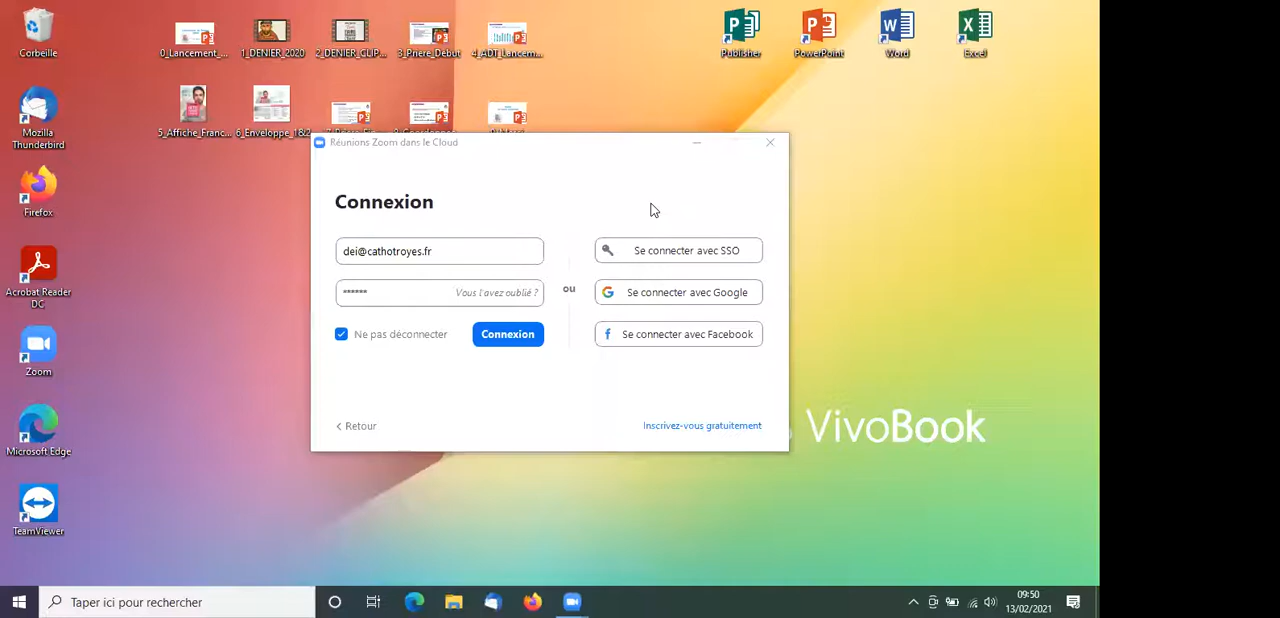 Corbeille
0_Lancement_...
1_DENIER_2020
2_DENIER_CLIP...
3_Priere_Debut
4_ADT_Lancem...
Publisher
PowerPoint
Word
Excel
Mozilla
Thunderbird
5_Affiche_Franc...
6_Enveloppe_1&2
Firefox
Acrobat Reader
DC
Zoom
Microsoft Edge
TeamViewer
Réunions Zoom dans le Cloud
Connexion
dei@cathotroyes.fr
******
Vous l'avez oublié ?
Ne pas déconnecter
Connexion
ou
Se connecter avec SSO
Se connecter avec Google
Se connecter avec Facebook
Retour
Inscrivez-vous gratuitement
VivoBook
Taper ici pour rechercher
09:50
13/02/2021